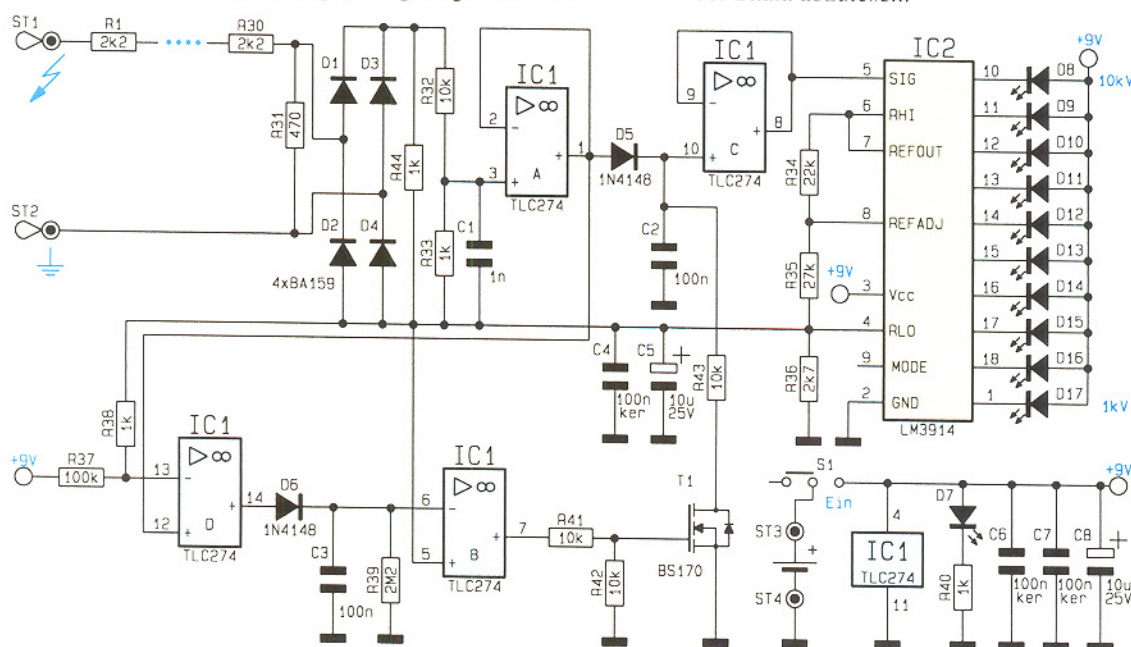 ST1
R1
2k2
R30
2k2
R31
470
ST2
D1
D3
D2
D4
4xBA159
R44
1k
R32
10k
R33
1k
C1
1n
IC1
▷∞
2
-
3
+
A
+
1
TLC274
D5
1N4148
C2
100n
IC1
▷∞
9
-
10
+
C
+
8
TLC274
R34
22k
R35
27k
R36
2k7
IC2
5
SIG
6
RHI
7
REFOUT
8
REFADJ
+9V
3
Vcc
4
RLO
9
MODE
2
GND
LM3914
+9V
10
D8
10kV
11
D9
12
D10
13
D11
14
D12
15
D13
16
D14
17
D15
18
D16
1
D17
1kV
C4
100n
ker
C5
+
10u
25V
R43
10k
R38
1k
+9V
R37
100k
IC1
▷∞
13
-
12
+
D
+
14
TLC274
D6
1N4148
C3
100n
R39
2M2
IC1
▷∞
6
-
5
+
B
+
7
TLC274
R41
10k
R42
10k
T1
BS170
S1
Ein
ST3
+
ST4
4
IC1
TLC274
11
D7
R40
1k
C6
100n
ker
C7
100n
ker
C8
+
10u
25V
+9V